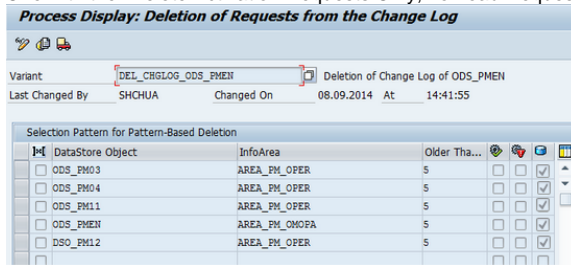 Process Display: Deletion of Requests from the Change Log
Variant DEL_CHGLOG_ODS_PMEN Deletion of Change Log of ODS_PMEN
Last Changed By SHCHUA Changed On 08.09.2014 At 14:41:55
Selection Pattern for Pattern-Based Deletion
DataStore Object InfoArea Older Tha...
ODS_PM03 AREA_PM_OPER 5
ODS_PM04 AREA_PM_OPER 5
ODS_PM11 AREA_PM_OPER 5
ODS_PMEN AREA_PM_OMOPA 5
DSO_PM12 AREA_PM_OPER 5